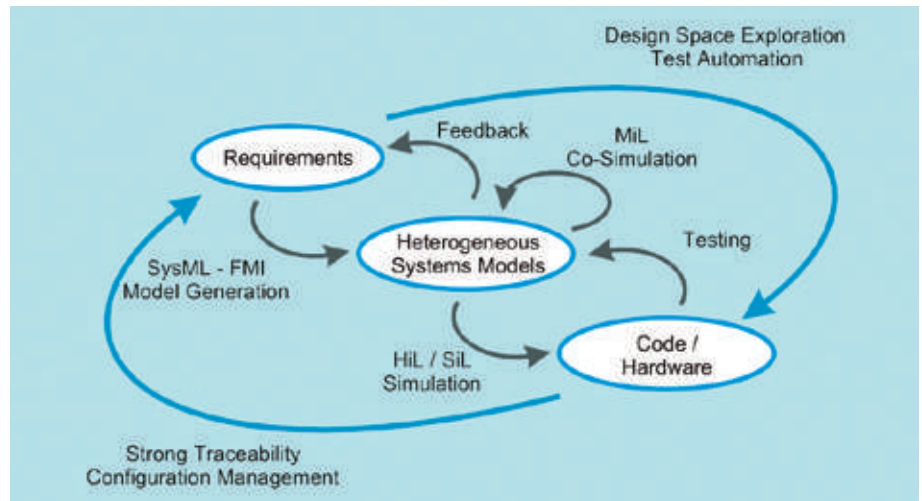 Design Space Exploration
Test Automation
Feedback
MiL
Co-Simulation
Requirements
Heterogeneous
Systems Models
Testing
SysML - FMI
Model Generation
HiL / SiL
Simulation
Code /
Hardware
Strong Traceability
Configuration Management